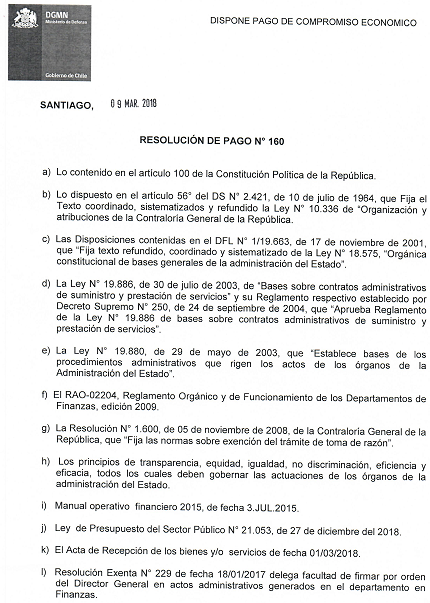 DGMN
Ministerio de Defensa
Gobierno de Chile
DISPONE PAGO DE COMPROMISO ECONOMICO
SANTIAGO, 09 MAR. 2018
RESOLUCIÓN DE PAGO N° 160
a) Lo contenido en el artículo 100 de la Constitución Política de la República.
b) Lo dispuesto en el artículo 56° del DS N° 2.421, de 10 de julio de 1964, que Fija el
Texto coordinado, sistematizados y refundido la Ley N° 10.336 de “Organización y
atribuciones de la Contraloría General de la República.
c) Las Disposiciones contenidas en el DFL N° 1/19.663, de 17 de noviembre de 2001,
que “Fija texto refundido, coordinado y sistematizado de la Ley N° 18.575, “Orgánica
constitucional de bases generales de la administración del Estado”.
d) La Ley N° 19.886, de 30 de julio de 2003, de “Bases sobre contratos administrativos
de suministro y prestación de servicios” y su Reglamento respectivo establecido por
Decreto Supremo N° 250, de 24 de septiembre de 2004, que “Aprueba Reglamento
de la Ley N° 19.886 de bases sobre contratos administrativos de suministro y
prestación de servicios”.
e) La Ley N° 19.880, de 29 de mayo de 2003, que “Establece bases de los
procedimientos administrativos que rigen los actos de los órganos de la
Administración del Estado”.
f) El RAO-02204, Reglamento Orgánico y de Funcionamiento de los Departamentos de
Finanzas, edición 2009.
g) La Resolución N° 1.600, de 05 de noviembre de 2008, de la Contraloría General de la
República, que “Fija las normas sobre exención del trámite de toma de razón”.
h) Los principios de transparencia, equidad, igualdad, no discriminación, eficiencia y
eficacia, todos los cuales deben gobernar las actuaciones de los órganos de la
administración del Estado.
i) Manual operativo financiero 2015, de fecha 3.JUL.2015.
j) Ley de Presupuesto del Sector Público N° 21.053, de 27 de diciembre del 2018.
k) El Acta de Recepción de los bienes y/o servicios de fecha 01/03/2018.
l) Resolución Exenta N° 229 de fecha 18/01/2017 delega facultad de firmar por orden
del Director General en actos administrativos generados en el departamento en
Finanzas.